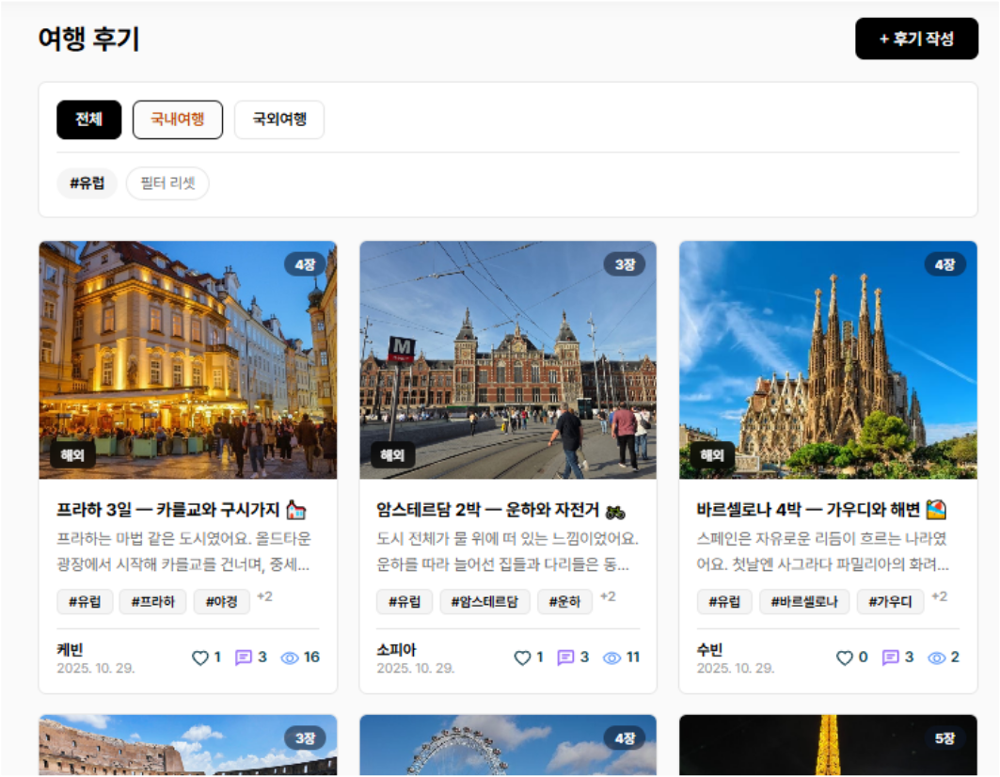 여행 후기
+ 후기 작성
전체
국내여행
국외여행
#유럽
필터 리셋
4장
해외
프라하 3일 — 카를교와 구시가지
프라하는 마법 같은 도시였어요. 올드타운
광장에서 시작해 카를교를 건너며, 중세...
#유럽 #프라하 #야경 +2
케빈
2025. 10. 29.
1 3 16
3장
M
해외
암스테르담 2박 — 운하와 자전거
도시 전체가 물 위에 떠 있는 느낌이었어요.
운하를 따라 늘어선 집들과 다리들은 동...
#유럽 #암스테르담 #운하 +2
소피아
2025. 10. 29.
1 3 11
4장
해외
바르셀로나 4박 — 가우디와 해변
스페인은 자유로운 리듬이 흐르는 나라였
어요. 첫날엔 사그라다 파밀리아의 화려...
#유럽 #바르셀로나 #가우디 +2
수빈
2025. 10. 29.
0 3 2
3장
4장
5장